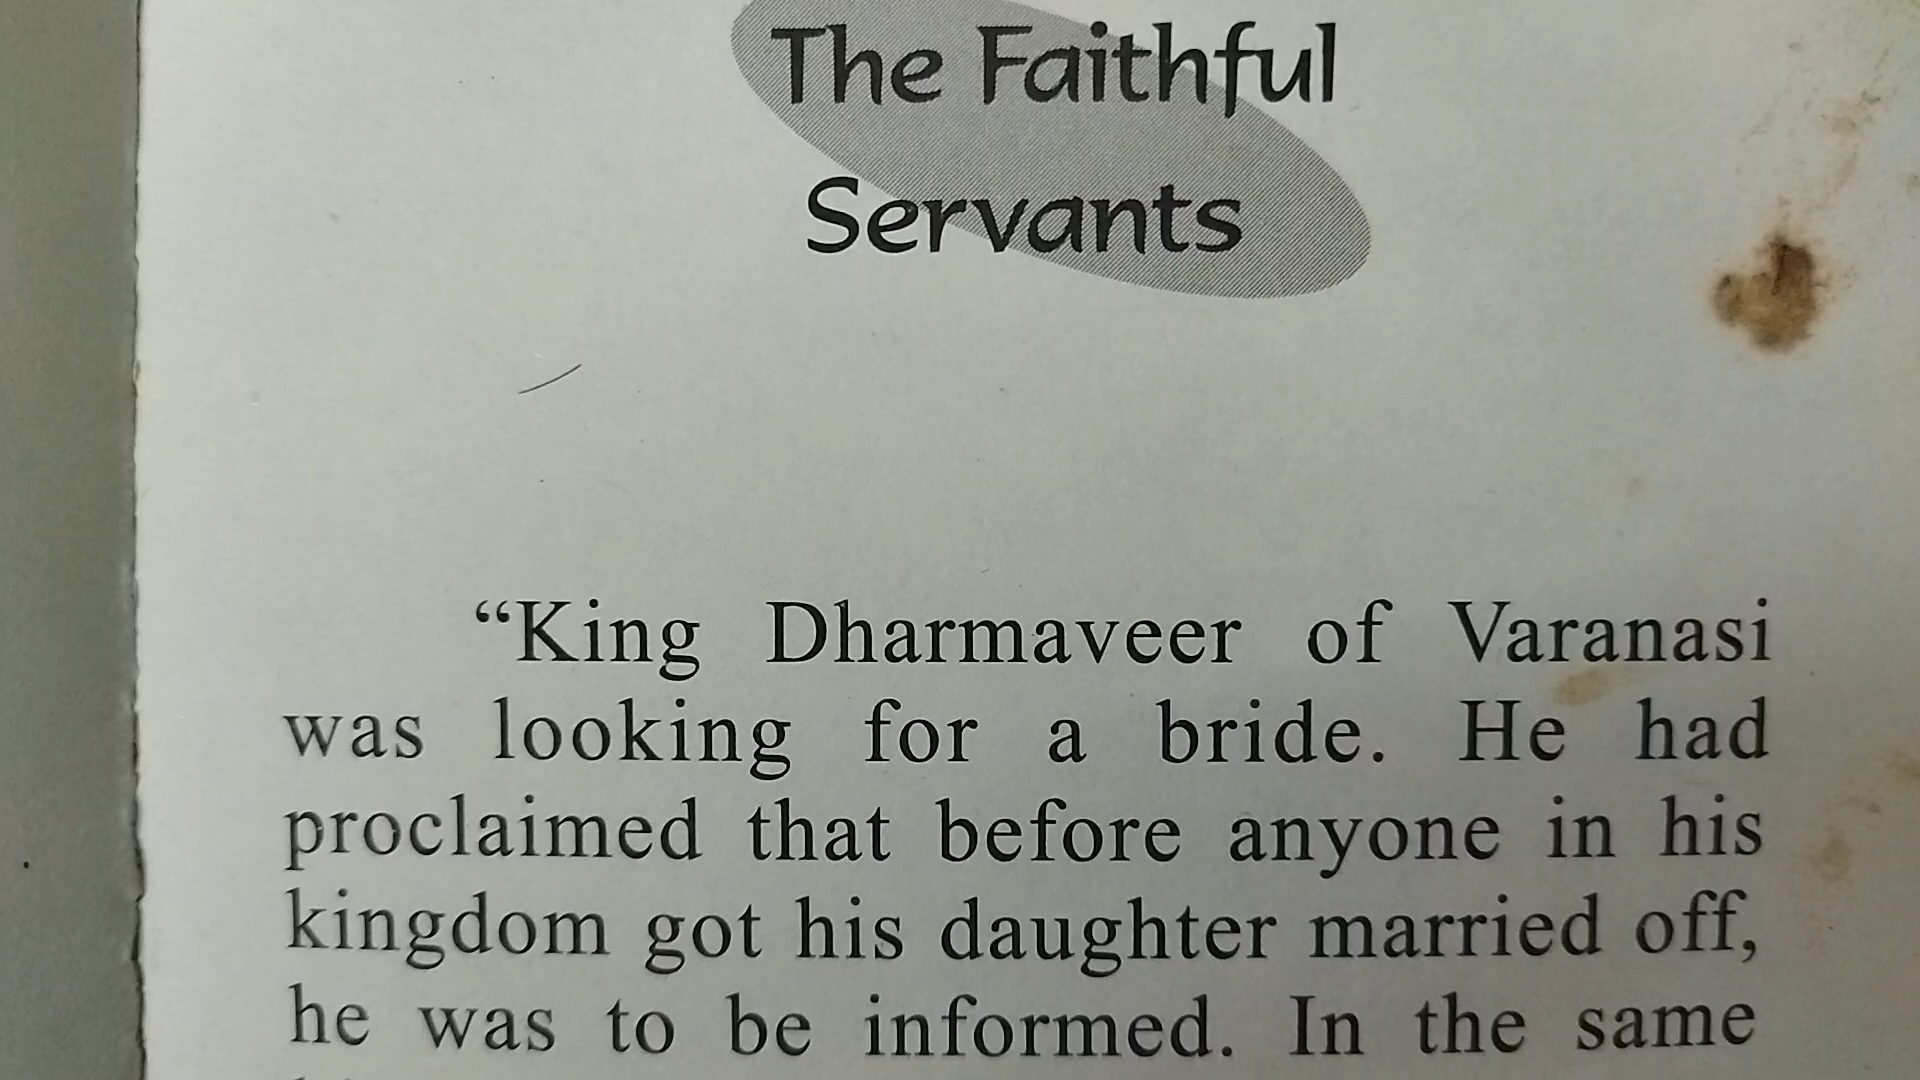 The Faithful
Servants
“King Dharmaveer of Varanasi
was looking for a bride. He had
proclaimed that before anyone in his
kingdom got his daughter married off,
he was to be informed. In the same